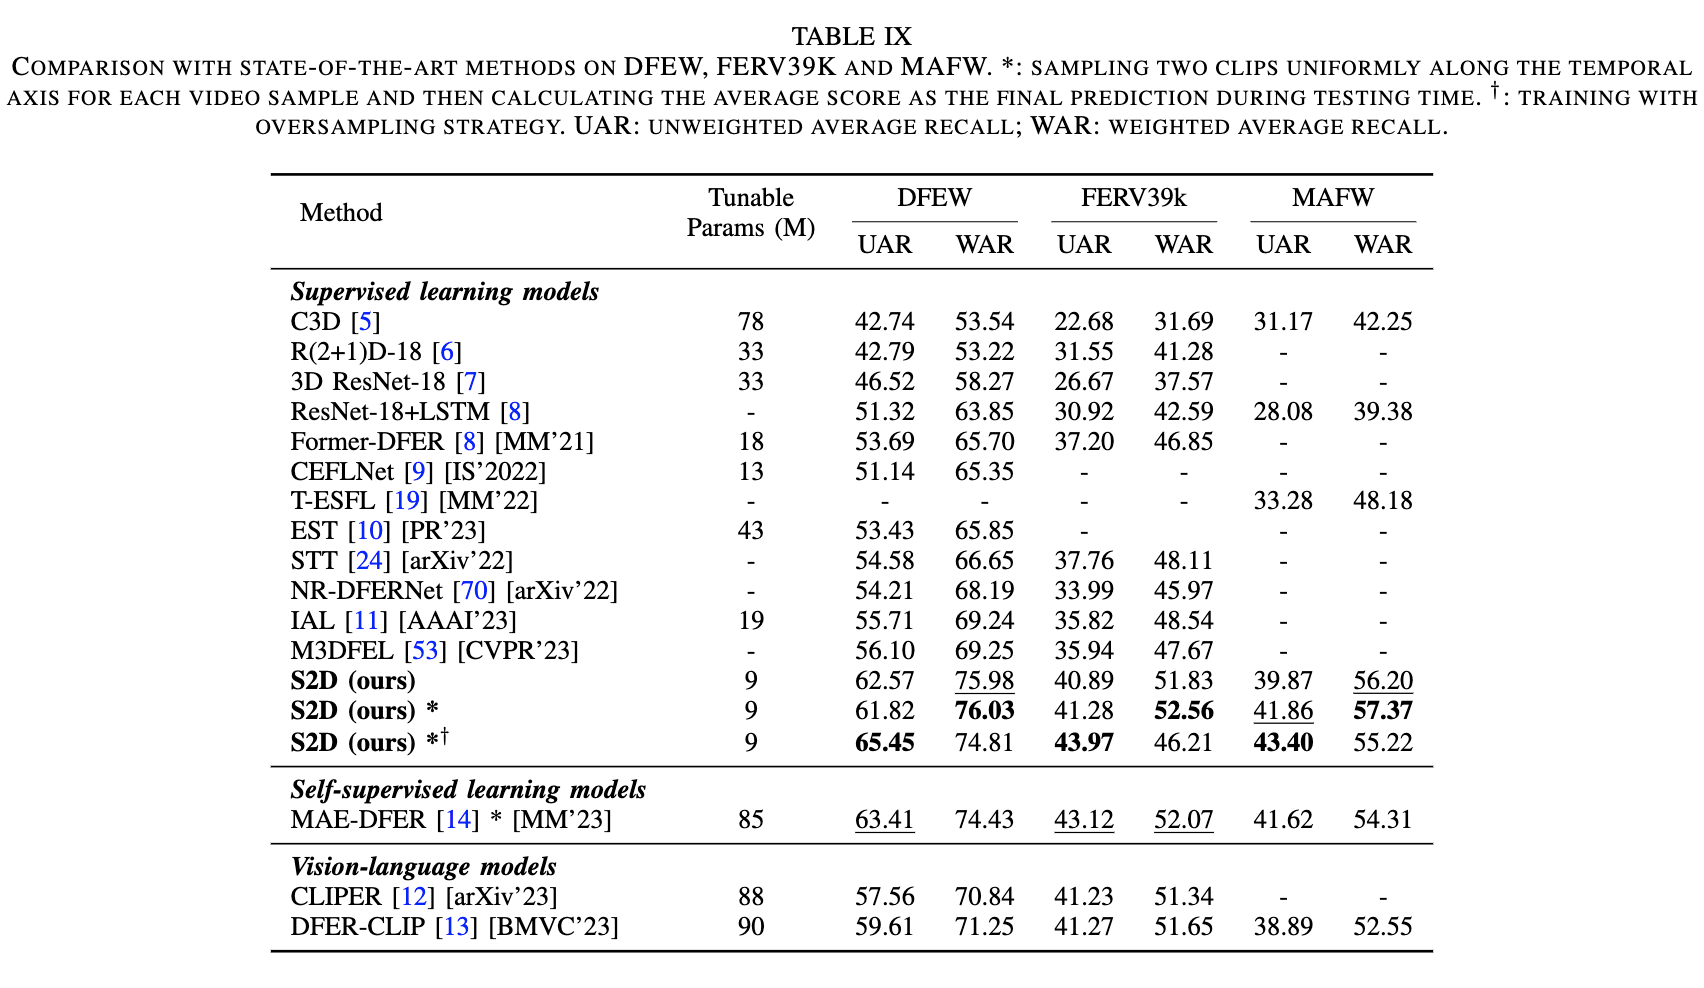 TABLE IX
COMPARISON WITH STATE-OF-THE-ART METHODS ON DFEW, FERV39K AND MAFW. *: SAMPLING TWO CLIPS UNIFORMLY ALONG THE TEMPORAL
AXIS FOR EACH VIDEO SAMPLE AND THEN CALCULATING THE AVERAGE SCORE AS THE FINAL PREDICTION DURING TESTING TIME. †: TRAINING WITH
OVERSAMPLING STRATEGY. UAR: UNWEIGHTED AVERAGE RECALL; WAR: WEIGHTED AVERAGE RECALL.
Method Tunable Params (M) DFEW FERV39k MAFW
UAR WAR UAR WAR UAR WAR
Supervised learning models
C3D [5] 78 42.74 53.54 22.68 31.69 31.17 42.25
R(2+1)D-18 [6] 33 42.79 53.22 31.55 41.28 - -
3D ResNet-18 [7] 33 46.52 58.27 26.67 37.57 - -
ResNet-18+LSTM [8] - 51.32 63.85 30.92 42.59 28.08 39.38
Former-DFER [8] [MM'21] 18 53.69 65.70 37.20 46.85 - -
CEFLNet [9] [IS'2022] 13 51.14 65.35 - - - -
T-ESFL [19] [MM'22] - - - - - 33.28 48.18
EST [10] [PR'23] 43 53.43 65.85 - - - -
STT [24] [arXiv'22] - 54.58 66.65 37.76 48.11 - -
NR-DFERNet [70] [arXiv'22] - 54.21 68.19 33.99 45.97 - -
IAL [11] [AAAI'23] 19 55.71 69.24 35.82 48.54 - -
M3DFEL [53] [CVPR'23] - 56.10 69.25 35.94 47.67 - -
S2D (ours) 9 62.57 75.98 40.89 51.83 39.87 56.20
S2D (ours) * 9 61.82 76.03 41.28 52.56 41.86 57.37
S2D (ours) *† 9 65.45 74.81 43.97 46.21 43.40 55.22
Self-supervised learning models
MAE-DFER [14] * [MM'23] 85 63.41 74.43 43.12 52.07 41.62 54.31
Vision-language models
CLIPER [12] [arXiv'23] 88 57.56 70.84 41.23 51.34 - -
DFER-CLIP [13] [BMVC'23] 90 59.61 71.25 41.27 51.65 38.89 52.55